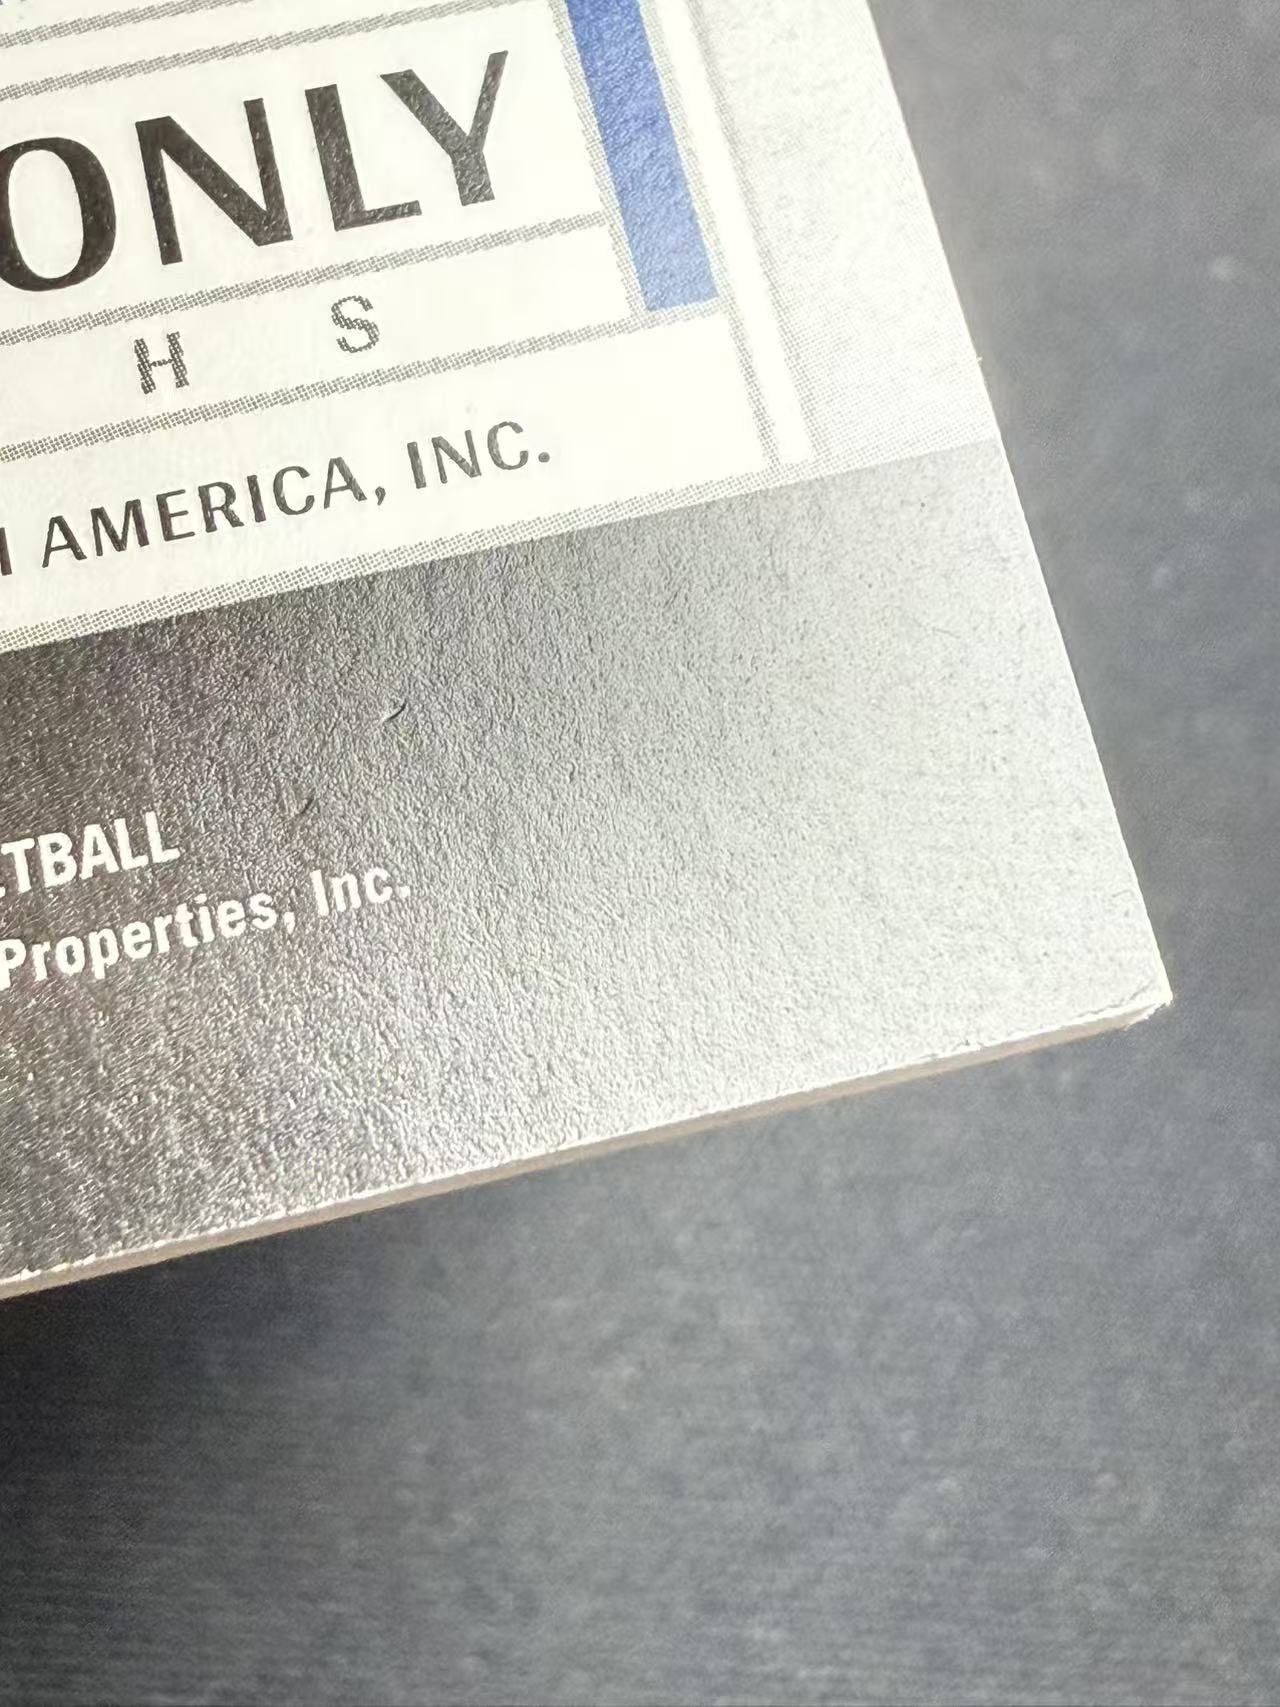 ONLY
H S
AMERICA, INC.
TBALL
Properties, Inc.